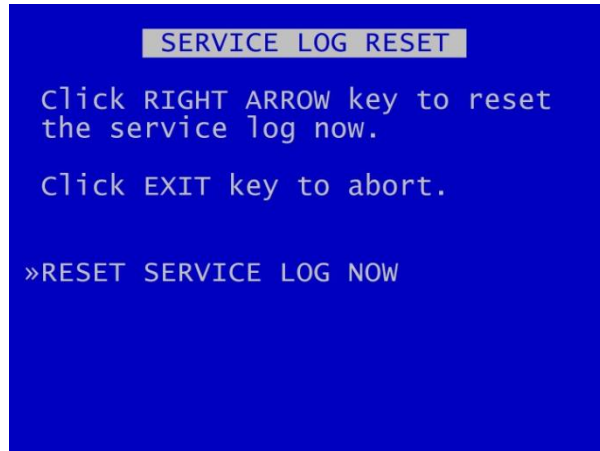 SERVICE LOG RESET
Click RIGHT ARROW key to reset
the service log now.
Click EXIT key to abort.
»RESET SERVICE LOG NOW